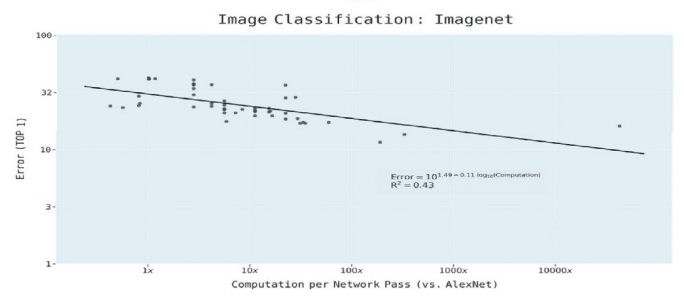 Image Classification: Imagenet
100
32
10
3
1
Error (TOP 1)
Error = 10^1.49−0.11 log₁₀(Computation)
R² = 0.43
1x
10x
100x
1000x
10000x
Computation per Network Pass (vs. AlexNet)